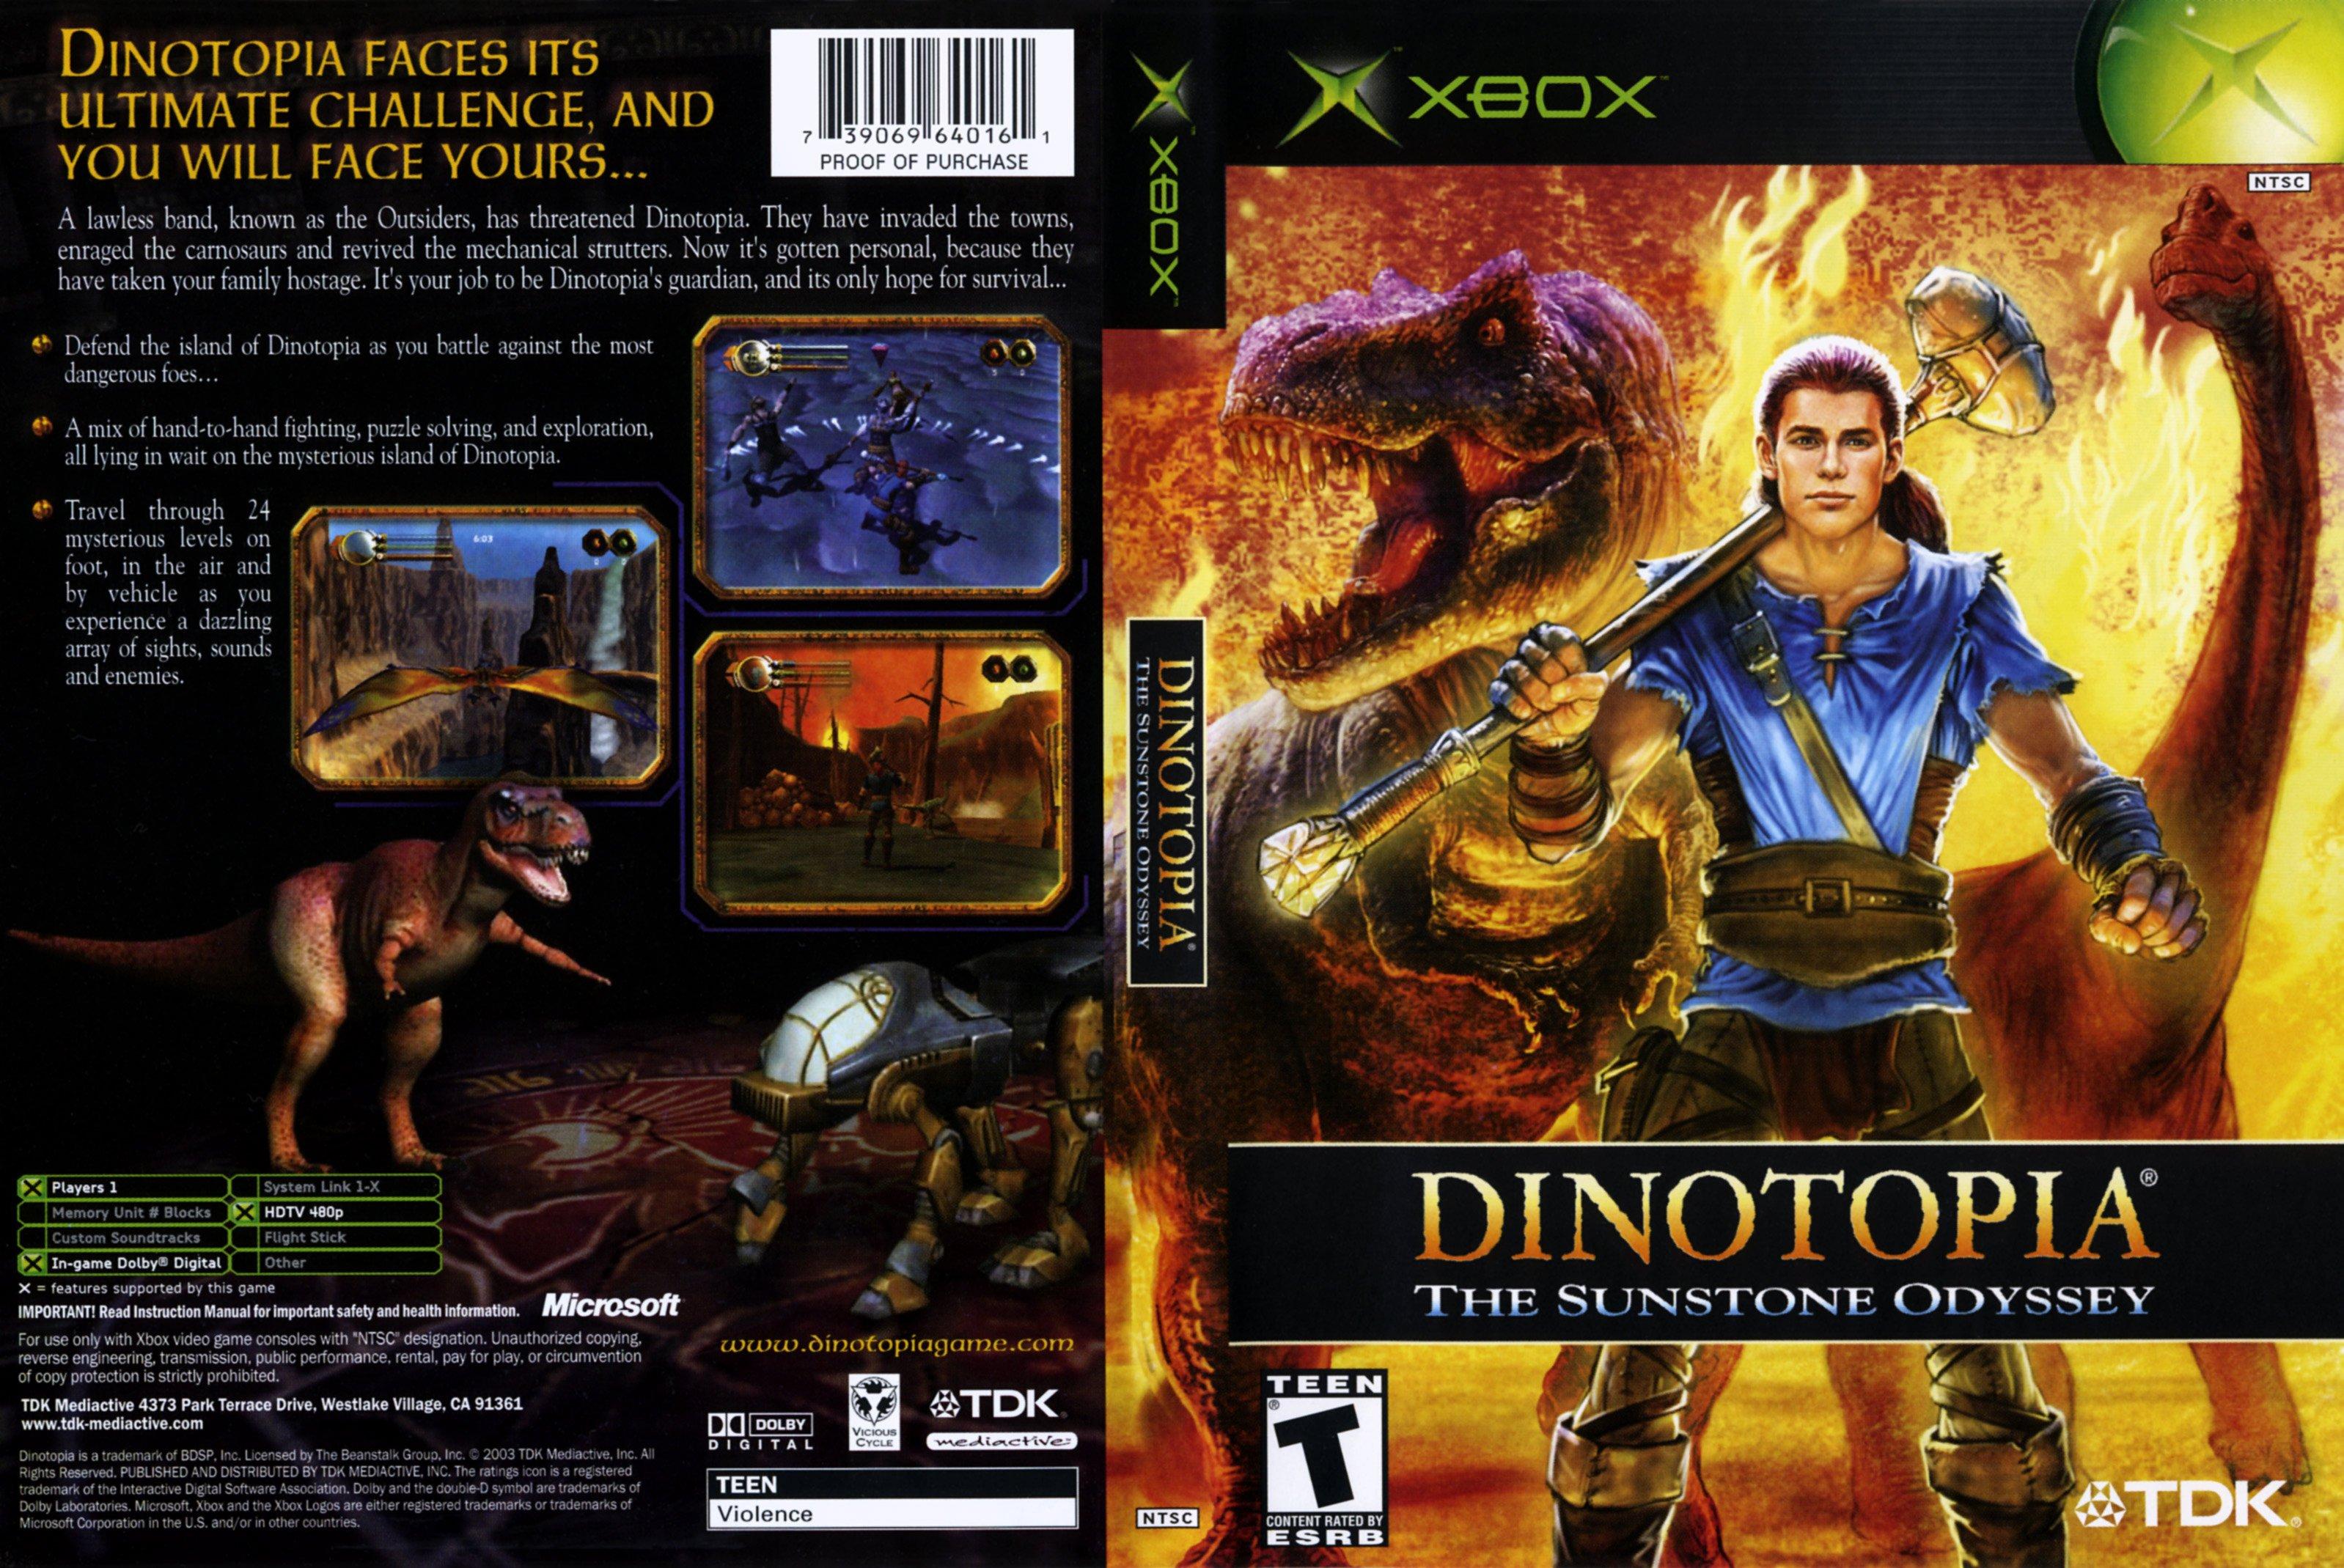 DINOTOPIA FACES ITS
ULTIMATE CHALLENGE, AND
YOU WILL FACE YOURS...
7 39069 64016 1
PROOF OF PURCHASE
A lawless band, known as the Outsiders, has threatened Dinotopia. They have invaded the towns,
enraged the carnosaurs and revived the mechanical strutters. Now it's gotten personal, because they
have taken your family hostage. It's your job to be Dinotopia's guardian, and its only hope for survival...
Defend the island of Dinotopia as you battle against the most
dangerous foes...
A mix of hand-to-hand fighting, puzzle solving, and exploration,
all lying in wait on the mysterious island of Dinotopia.
Travel through 24
mysterious levels on
foot, in the air and
by vehicle as you
experience a dazzling
array of sights, sounds
and enemies.
6:03
Players 1
System Link 1-X
Memory Unit # Blocks
HDTV 480p
Custom Soundtracks
Flight Stick
In-game Dolby® Digital
Other
X = features supported by this game
IMPORTANT! Read Instruction Manual for important safety and health information.
Microsoft
For use only with Xbox video game consoles with "NTSC" designation. Unauthorized copying,
reverse engineering, transmission, public performance, rental, pay for play, or circumvention
of copy protection is strictly prohibited.
TDK Mediactive 4373 Park Terrace Drive, Westlake Village, CA 91361
www.tdk-mediactive.com
Dinotopia is a trademark of BDSP, Inc. Licensed by The Beanstalk Group, Inc. © 2003 TDK Mediactive, Inc. All
Rights Reserved. PUBLISHED AND DISTRIBUTED BY TDK MEDIACTIVE, INC. The ratings icon is a registered
trademark of the Interactive Digital Software Association. Dolby and the double-D symbol are trademarks of
Dolby Laboratories. Microsoft, Xbox and the Xbox Logos are either registered trademarks or trademarks of
Microsoft Corporation in the U.S. and/or in other countries.
www.dinotopiagame.com
DOLBY
DIGITAL
VICIOUS
CYCLE
TDK
mediactive
TEEN
Violence
XBOX™
DINOTOPIA®
THE SUNSTONE ODYSSEY
NTSC
XBOX™
NTSC
DINOTOPIA®
THE SUNSTONE ODYSSEY
TEEN
T
CONTENT RATED BY
ESRB
TDK®